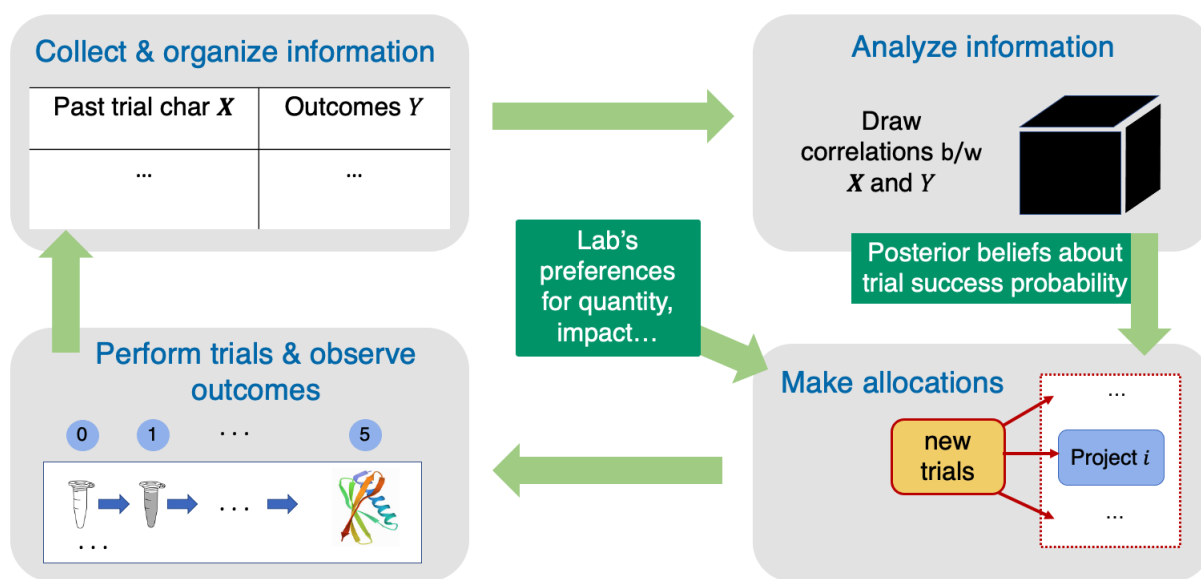 Collect & organize information
Past trial char X
Outcomes Y
...
...
Analyze information
Draw
correlations b/w
X and Y
Posterior beliefs about
trial success probability
Lab's
preferences
for quantity,
impact...
Perform trials & observe
outcomes
0
1
. . .
5
. . .
. . .
Make allocations
new
trials
...
Project i
...